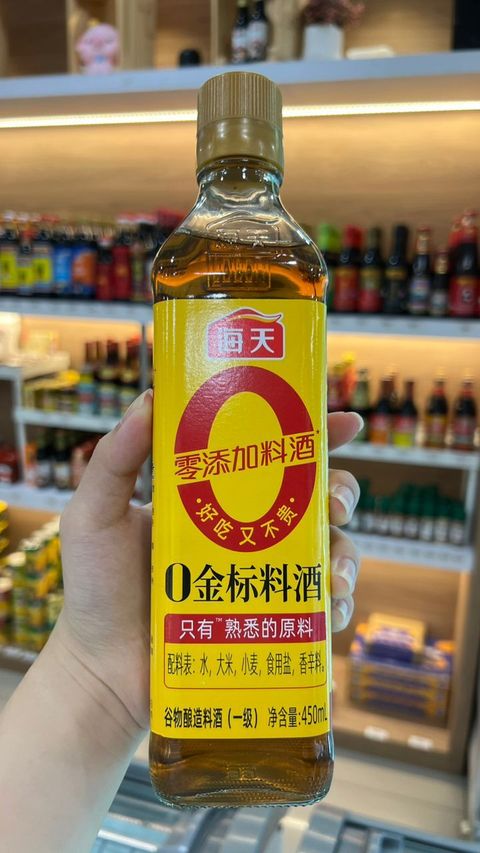 海天
零添加料酒*
·好吃又不贵·
0金标料酒
只有™熟悉的原料
配料表：水, 大米, 小麦, 食用盐, 香辛料。
谷物酿造料酒（一级） 净含量:450mL